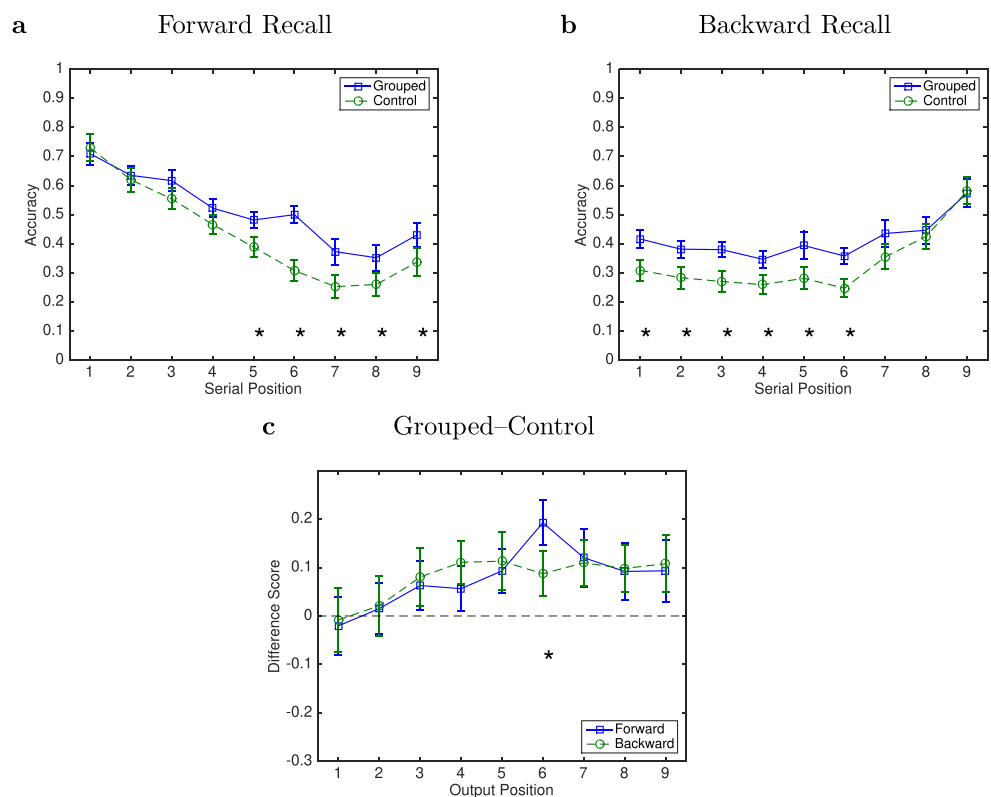 a Forward Recall
1
0.9
0.8
0.7
0.6
0.5
0.4
0.3
0.2
0.1
0
Accuracy
Grouped
Control
* * * * *
1 2 3 4 5 6 7 8 9
Serial Position
b Backward Recall
1
0.9
0.8
0.7
0.6
0.5
0.4
0.3
0.2
0.1
0
Accuracy
Grouped
Control
* * * * * *
1 2 3 4 5 6 7 8 9
Serial Position
c Grouped–Control
0.2
0.1
0
-0.1
-0.2
-0.3
Difference Score
*
Forward
Backward
1 2 3 4 5 6 7 8 9
Output Position